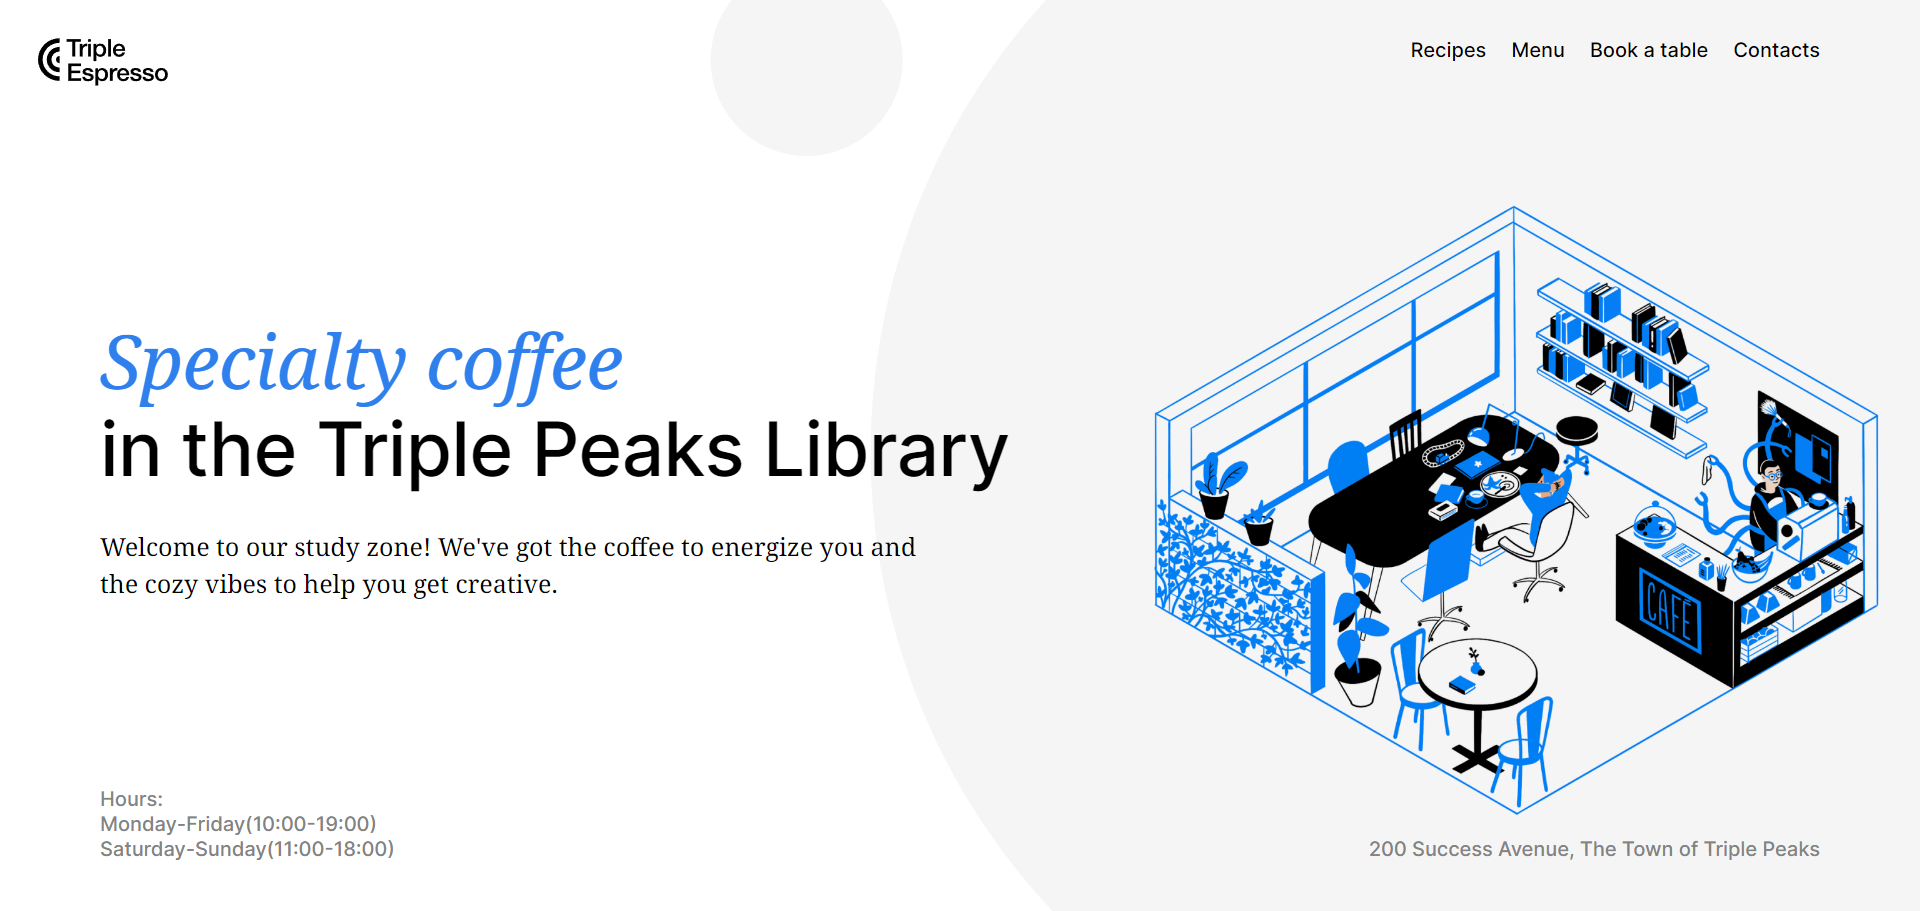 Triple
Espresso
Recipes Menu Book a table Contacts
Specialty coffee
in the Triple Peaks Library
Welcome to our study zone! We've got the coffee to energize you and
the cozy vibes to help you get creative.
CAFÉ
Hours:
Monday-Friday(10:00-19:00)
Saturday-Sunday(11:00-18:00)
200 Success Avenue, The Town of Triple Peaks